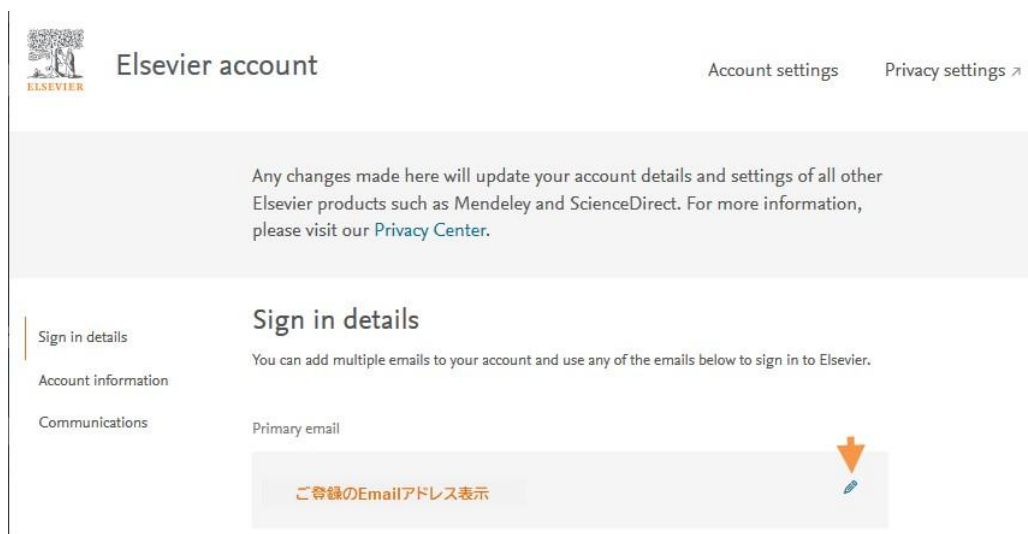 ELSEVIER
Elsevier account
Account settings
Privacy settings
Any changes made here will update your account details and settings of all other
Elsevier products such as Mendeley and ScienceDirect. For more information,
please visit our Privacy Center.
Sign in details
Account information
Communications
Sign in details
You can add multiple emails to your account and use any of the emails below to sign in to Elsevier.
Primary email
ご登録のEmailアドレス表示